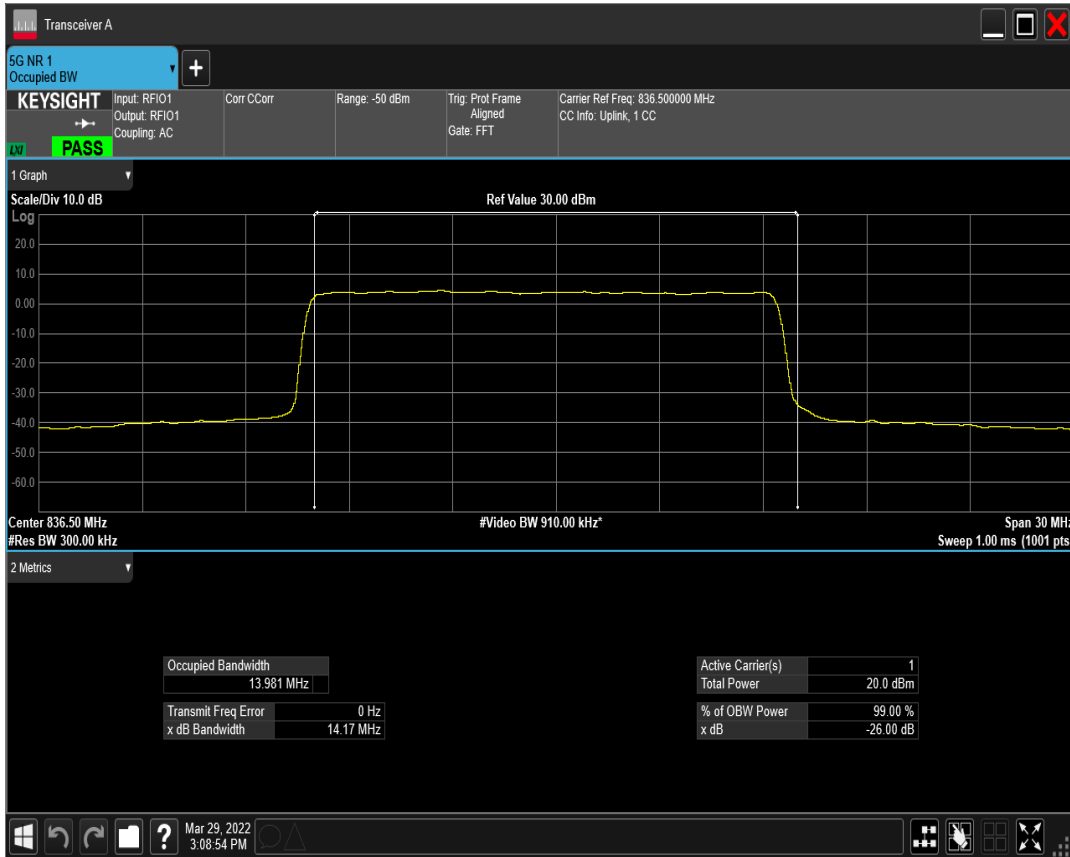 Transceiver A
5G NR 1
Occupied BW
+
KEYSIGHT
LXI
PASS
Input: RFIO1
Output: RFIO1
Coupling: AC
Corr CCorr
Range: -50 dBm
Trig: Prot Frame
Aligned
Gate: FFT
Carrier Ref Freq: 836.500000 MHz
CC Info: Uplink, 1 CC
1 Graph
Scale/Div 10.0 dB
Ref Value 30.00 dBm
Log
20.0
10.0
0.00
-10.0
-20.0
-30.0
-40.0
-50.0
-60.0
Center 836.50 MHz
#Video BW 910.00 kHz*
Span 30 MHz
#Res BW 300.00 kHz
Sweep 1.00 ms (1001 pts
2 Metrics
Occupied Bandwidth
13.981 MHz
Transmit Freq Error 0 Hz
x dB Bandwidth 14.17 MHz
Active Carrier(s) 1
Total Power 20.0 dBm
% of OBW Power 99.00 %
x dB -26.00 dB
?
Mar 29, 2022
3:08:54 PM